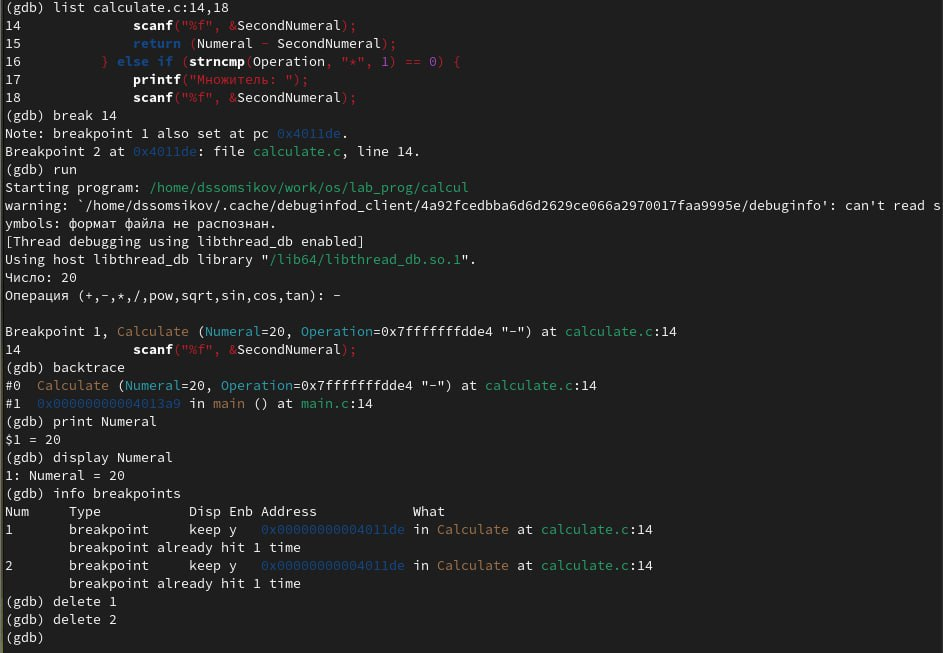 (gdb) list calculate.c:14,18
14              scanf("%f", &SecondNumeral);
15              return (Numeral - SecondNumeral);
16          } else if (strncmp(Operation, "*", 1) == 0) {
17              printf("Множитель: ");
18              scanf("%f", &SecondNumeral);
(gdb) break 14
Note: breakpoint 1 also set at pc 0x4011de.
Breakpoint 2 at 0x4011de: file calculate.c, line 14.
(gdb) run
Starting program: /home/dssomsikov/work/os/lab_prog/calcul
warning: `/home/dssomsikov/.cache/debuginfod_client/4a92fcedbba6d6d2629ce066a2970017faa9995e/debuginfo': can't read s
ymbols: формат файла не распознан.
[Thread debugging using libthread_db enabled]
Using host libthread_db library "/lib64/libthread_db.so.1".
Число: 20
Операция (+,-,*,/,pow,sqrt,sin,cos,tan): -
Breakpoint 1, Calculate (Numeral=20, Operation=0x7fffffffdde4 "-") at calculate.c:14
14              scanf("%f", &SecondNumeral);
(gdb) backtrace
#0  Calculate (Numeral=20, Operation=0x7fffffffdde4 "-") at calculate.c:14
#1  0x00000000004013a9 in main () at main.c:14
(gdb) print Numeral
$1 = 20
(gdb) display Numeral
1: Numeral = 20
(gdb) info breakpoints
Num     Type           Disp Enb Address            What
1       breakpoint     keep y   0x00000000004011de in Calculate at calculate.c:14
        breakpoint already hit 1 time
2       breakpoint     keep y   0x00000000004011de in Calculate at calculate.c:14
        breakpoint already hit 1 time
(gdb) delete 1
(gdb) delete 2
(gdb)